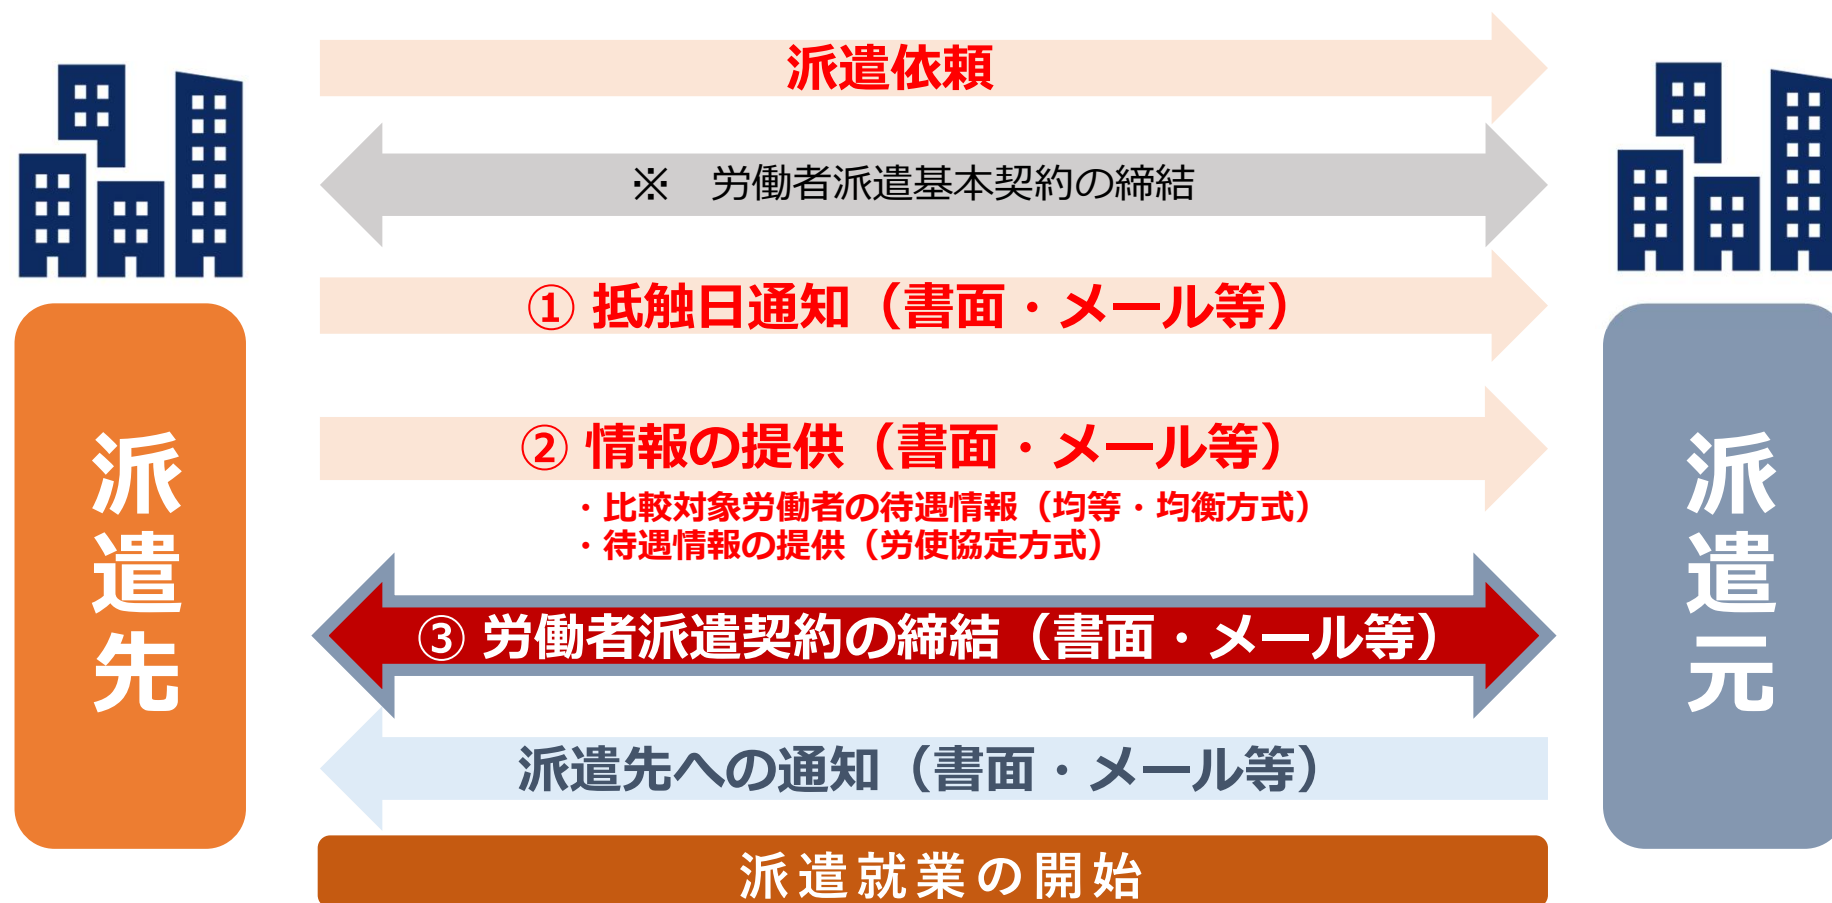 派遣依頼
※　労働者派遣基本契約の締結
① 抵触日通知（書面・メール等）
② 情報の提供（書面・メール等）
・比較対象労働者の待遇情報（均等・均衡方式）
・待遇情報の提供（労使協定方式）
③ 労働者派遣契約の締結（書面・メール等）
派遣先への通知（書面・メール等）
派遣就業の開始
派遣先
派遣元